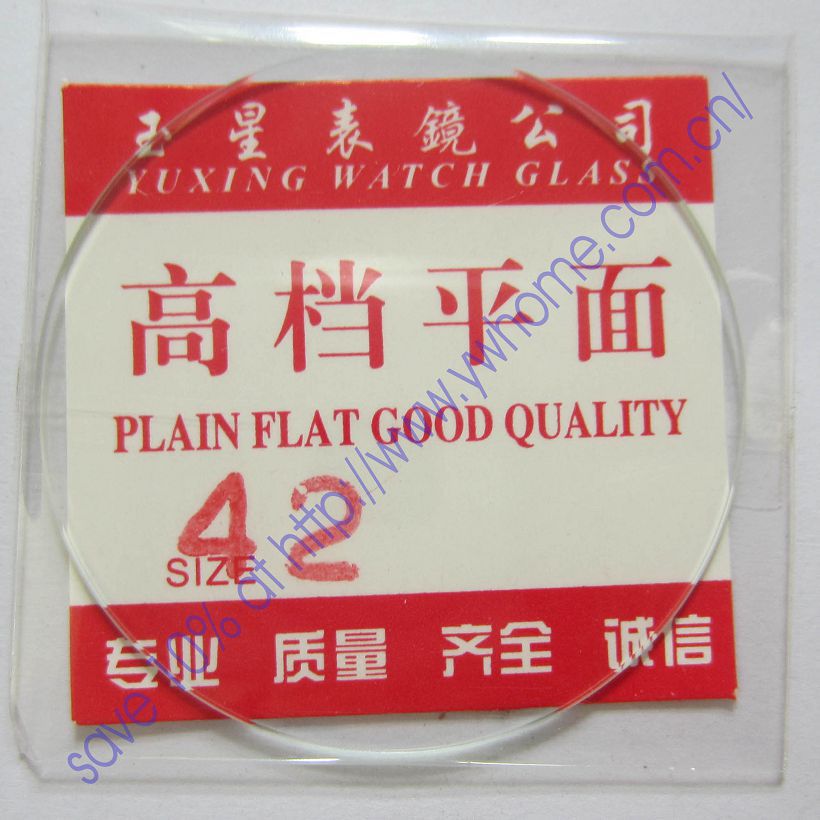 玉星表鏡公司
YUXING WATCH GLASS
高档平面
PLAIN FLAT GOOD QUALITY
42
SIZE
专业 质量 齐全 诚信
save 10% at http://www.ywhome.com.cn/